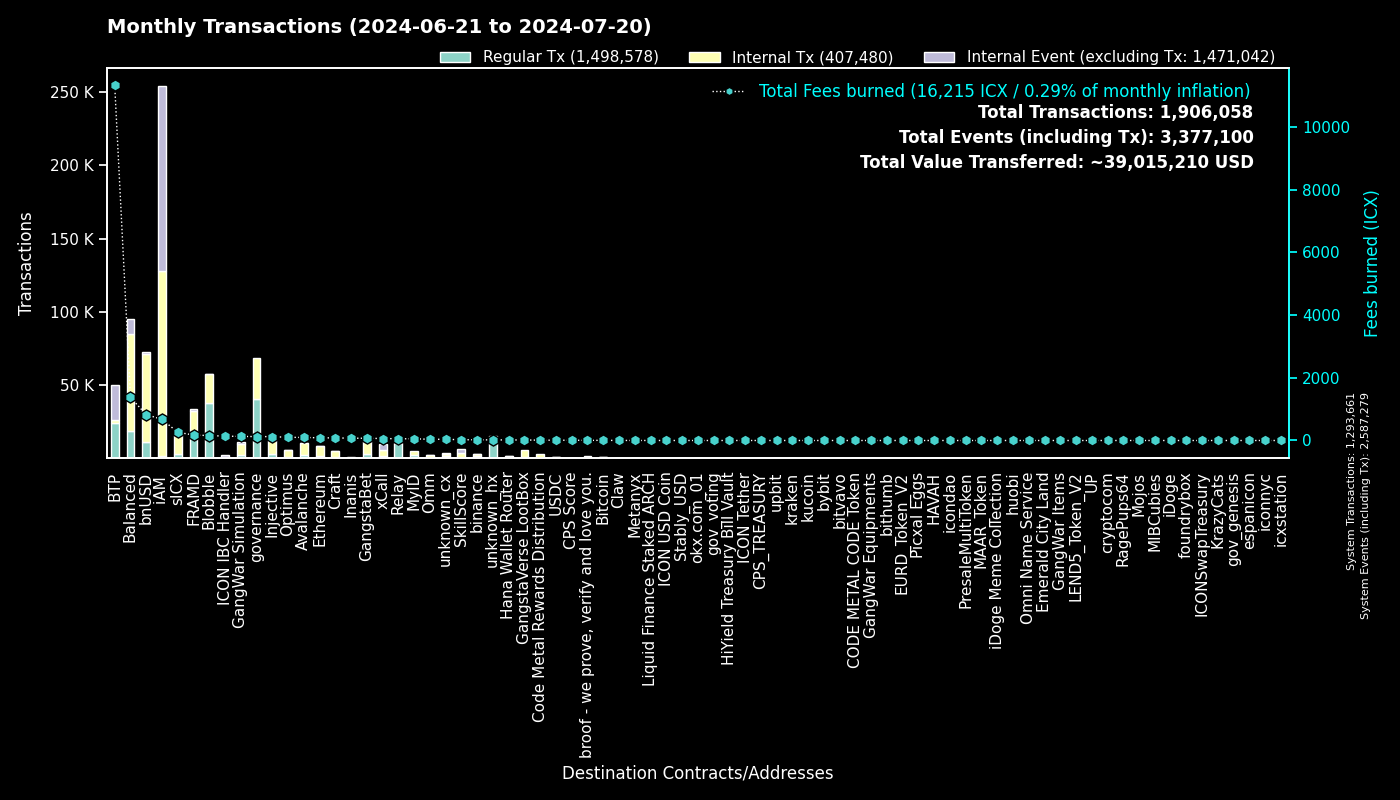 Monthly Transactions (2024-06-21 to 2024-07-20)
Regular Tx (1,498,578)
Internal Tx (407,480)
Internal Event (excluding Tx: 1,471,042)
Total Fees burned (16,215 ICX / 0.29% of monthly inflation)
Total Transactions: 1,906,058
Total Events (including Tx): 3,377,100
Total Value Transferred: ~39,015,210 USD
Transactions
250 K
200 K
150 K
100 K
50 K
10000
8000
6000
4000
2000
0
Fees burned (ICX)
System Transactions: 1,293,661
System Events (including Tx): 2,587,279
BTP
Balanced
bnUSD
iAM
sICX
FRAMD
Blobble
ICON IBC Handler
GangWar Simulation
governance
Injective
Optimus
Avalanche
Ethereum
Craft
Inanis
GangstaBet
xCall
Relay
MyID
Omm
unknown_cx
SkillScore
binance
unknown_hx
Hana Wallet Router
GangstaVerse LootBox
Code Metal Rewards Distribution
USDC
CPS Score
broof - we prove, verify and love you.
Bitcoin
Claw
Metanyx
Liquid Finance Staked ARCH
ICON USD Coin
Stably_USD
okx.com_01
gov_voting
HiYield Treasury Bill Vault
ICON Tether
CPS_TREASURY
upbit
kraken
kucoin
bybit
bitvavo
CODE METAL CODE Token
GangWar Equipments
bithumb
EURD_Token_V2
Picxal Eggs
HAVAH
icondao
PresaleMultiToken
MAAR_Token
iDoge Meme Collection
huobi
Omni Name Service
Emerald City Land
GangWar Items
LEND5_Token_V2
_UP
cryptocon
RagePups64
Mojos
MIBCubies
iDoge
foundrybox
ICONSwapTreasury
KrazyCats
gov_genesis
espanicon
iconnyc
icxstation
Destination Contracts/Addresses